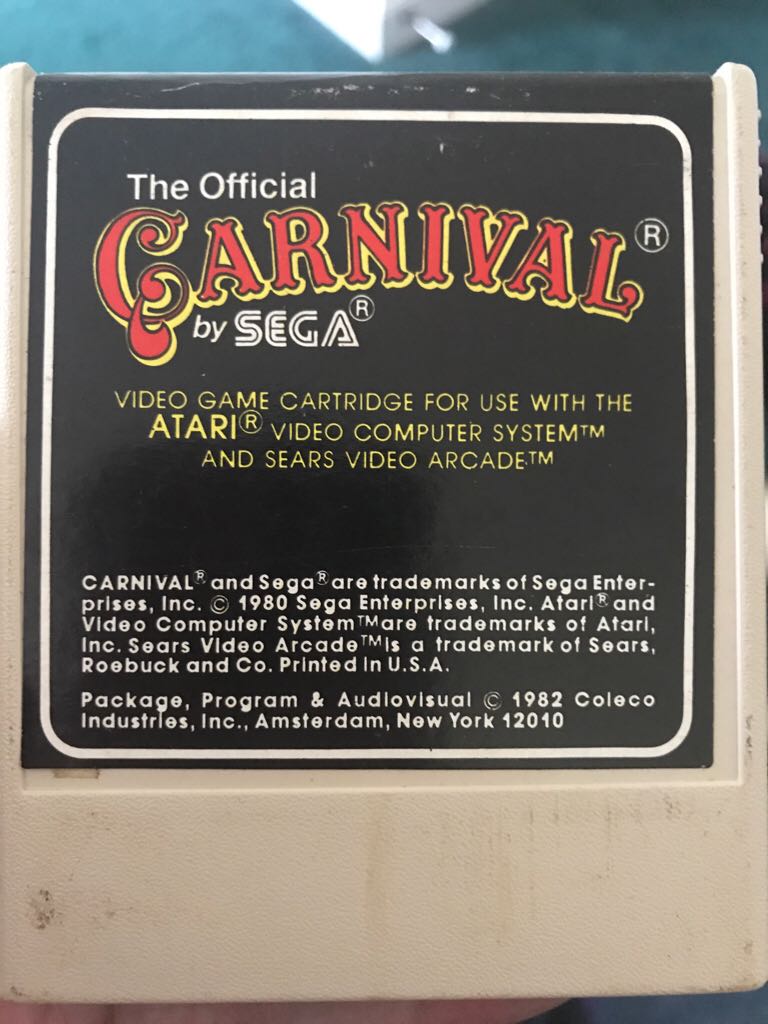 The Official
CARNIVAL®
by SEGA®
VIDEO GAME CARTRIDGE FOR USE WITH THE
ATARI® VIDEO COMPUTER SYSTEM™
AND SEARS VIDEO ARCADE™
CARNIVAL® and Sega® are trademarks of Sega Enter-
prises, Inc. © 1980 Sega Enterprises, Inc. Atari® and
Video Computer System™ are trademarks of Atari,
Inc. Sears Video Arcade™ is a trademark of Sears,
Roebuck and Co. Printed in U.S.A.
Package, Program & Audiovisual © 1982 Coleco
Industries, Inc., Amsterdam, New York 12010